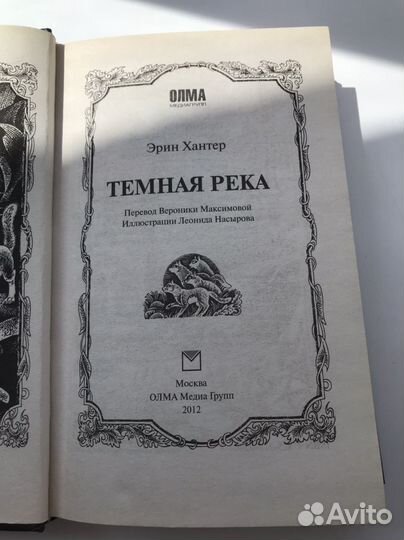 ОЛМА
МЕДИАГРУПП
Эрин Хантер
ТЕМНАЯ РЕКА
Перевод Вероники Максимовой
Иллюстрации Леонида Насырова
Москва
ОЛМА Медиа Групп
2012
Avito